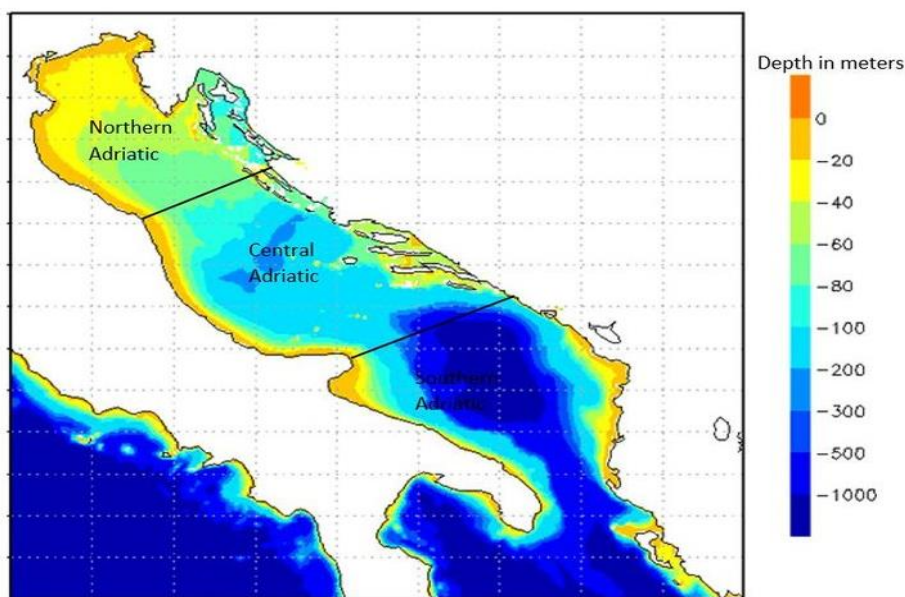 Depth in meters
0
−20
−40
−60
−80
−100
−200
−300
−500
−1000
Northern
Adriatic
Central
Adriatic
Southern
Adriatic